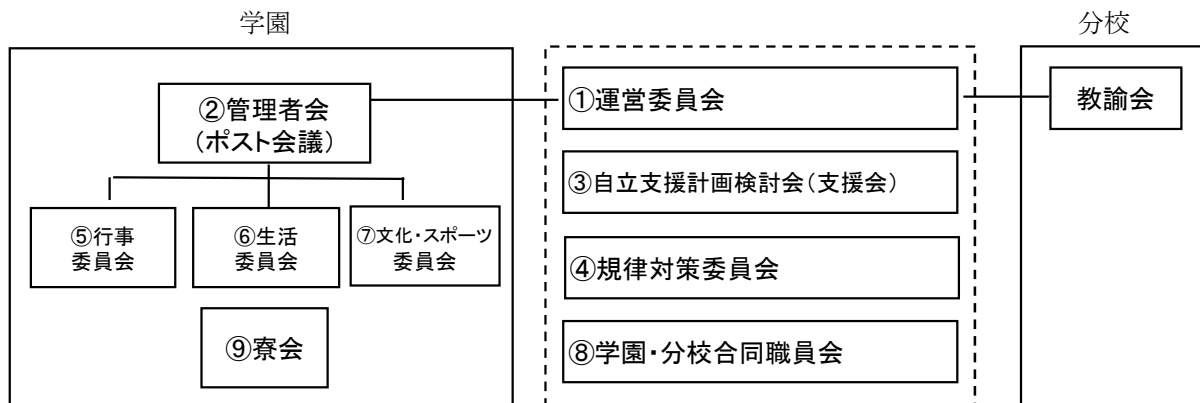 学園
②管理者会
（ポスト会議）
⑤行事
委員会
⑥生活
委員会
⑦文化・スポーツ
委員会
⑨寮会
①運営委員会
③自立支援計画検討会（支援会）
④規律対策委員会
⑧学園・分校合同職員会
分校
教諭会